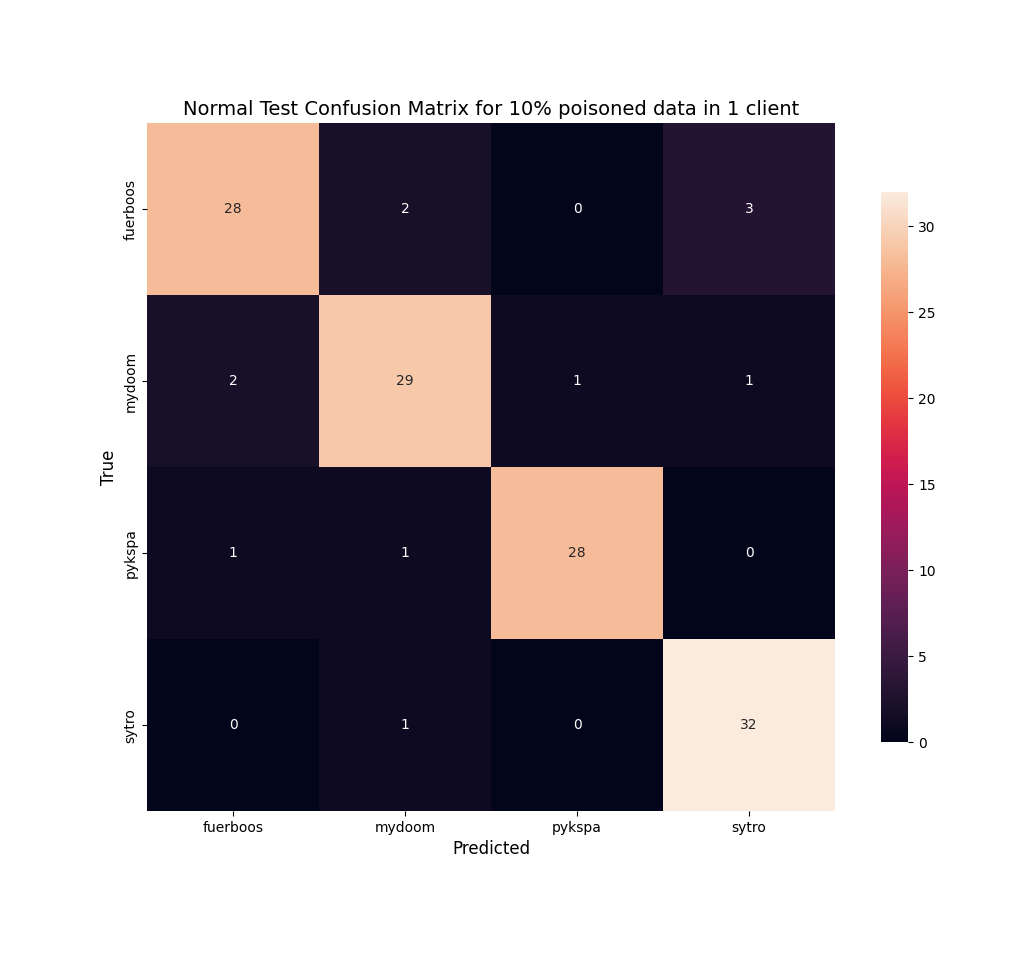 Normal Test Confusion Matrix for 10% poisoned data in 1 client
fuerboos 28 2 0 3
mydoom 2 29 1 1
pykspa 1 1 28 0
sytro 0 1 0 32
True
fuerboos mydoom pykspa sytro
Predicted
30
25
20
15
10
5
0